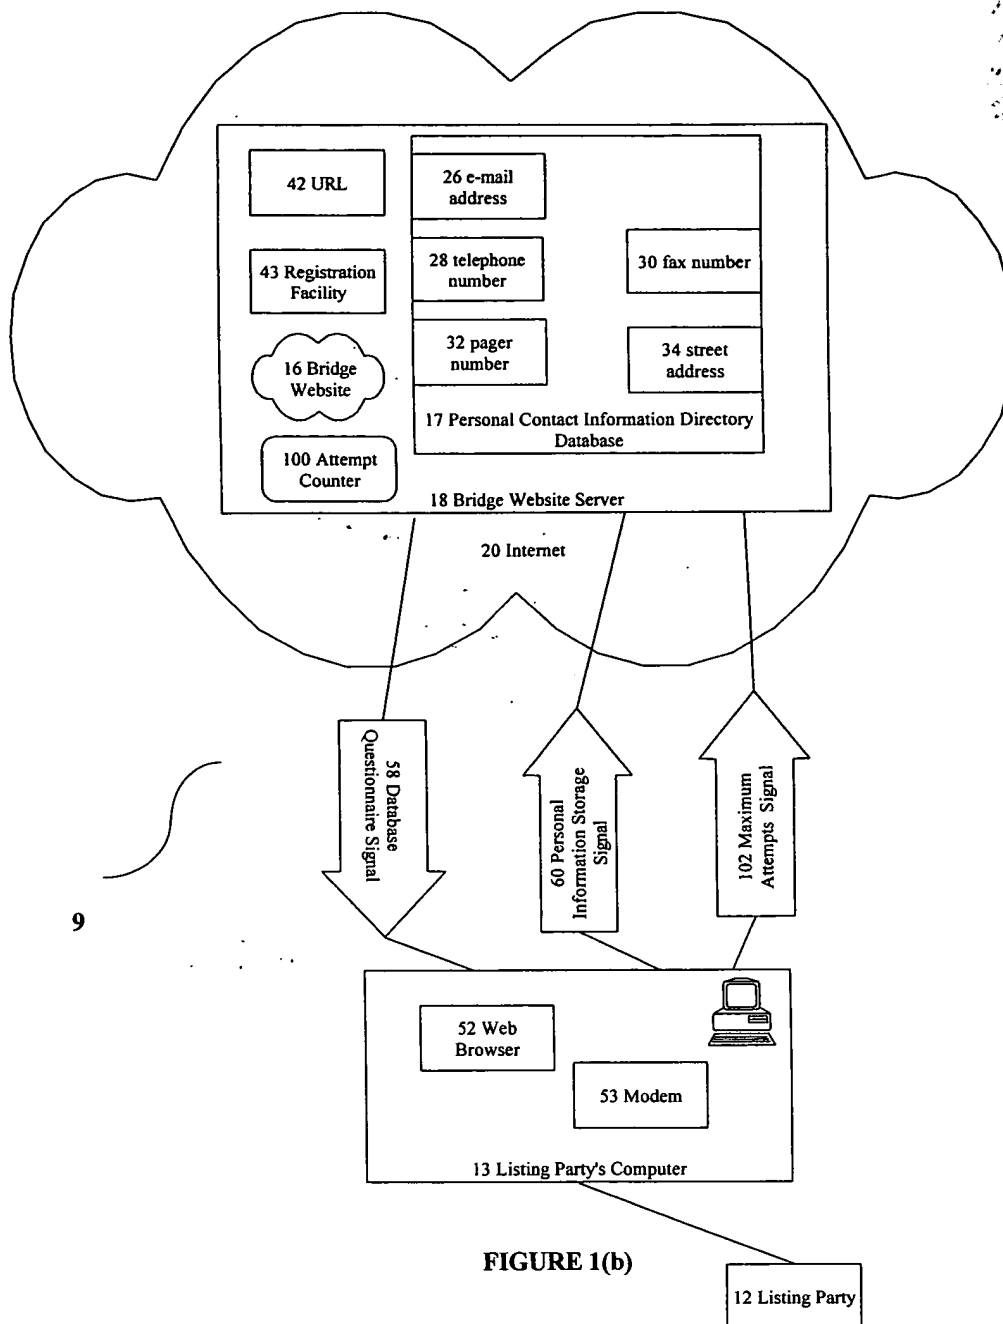 42 URL
26 e-mail
address
43 Registration
Facility
28 telephone
number
30 fax number
16 Bridge
Website
32 pager
number
34 street
address
17 Personal Contact Information Directory
Database
100 Attempt
Counter
18 Bridge Website Server
20 Internet
58 Database
Questionnaire Signal
60 Personal
Information Storage
Signal
102 Maximum
Attempts Signal
9
52 Web
Browser
53 Modem
13 Listing Party's Computer
FIGURE 1(b)
12 Listing Party